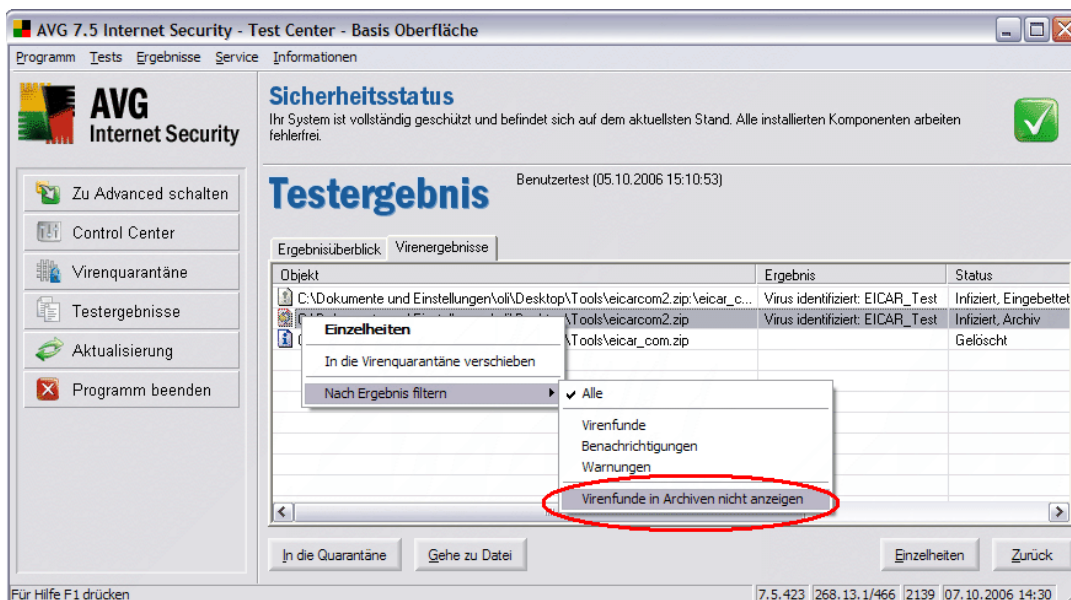 AVG 7.5 Internet Security - Test Center - Basis Oberfläche
Programm Tests Ergebnisse Service Informationen
AVG
Internet Security
Sicherheitsstatus
Ihr System ist vollständig geschützt und befindet sich auf dem aktuellsten Stand. Alle installierten Komponenten arbeiten
fehlerfrei.
Zu Advanced schalten
Control Center
Virenquarantäne
Testergebnisse
Aktualisierung
Programm beenden
Testergebnis
Benutzertest (05.10.2006 15:10:53)
Ergebnisüberblick Virenergebnisse
Objekt Ergebnis Status
C:\Dokumente und Einstellungen\oli\Desktop\Tools\eicarcom2.zip:\eicar_c... Virus identifiziert: EICAR_Test Infiziert, Eingebettet
\Tools\eicarcom2.zip Virus identifiziert: EICAR_Test Infiziert, Archiv
\Tools\eicar_com.zip Gelöscht
Einzelheiten
In die Virenquarantäne verschieben
Nach Ergebnis filtern
Alle
Virenfunde
Benachrichtigungen
Warnungen
Virenfunde in Archiven nicht anzeigen
In die Quarantäne Gehe zu Datei Einzelheiten Zurück
Für Hilfe F1 drücken 7.5.423 268.13.1/466 2139 07.10.2006 14:30